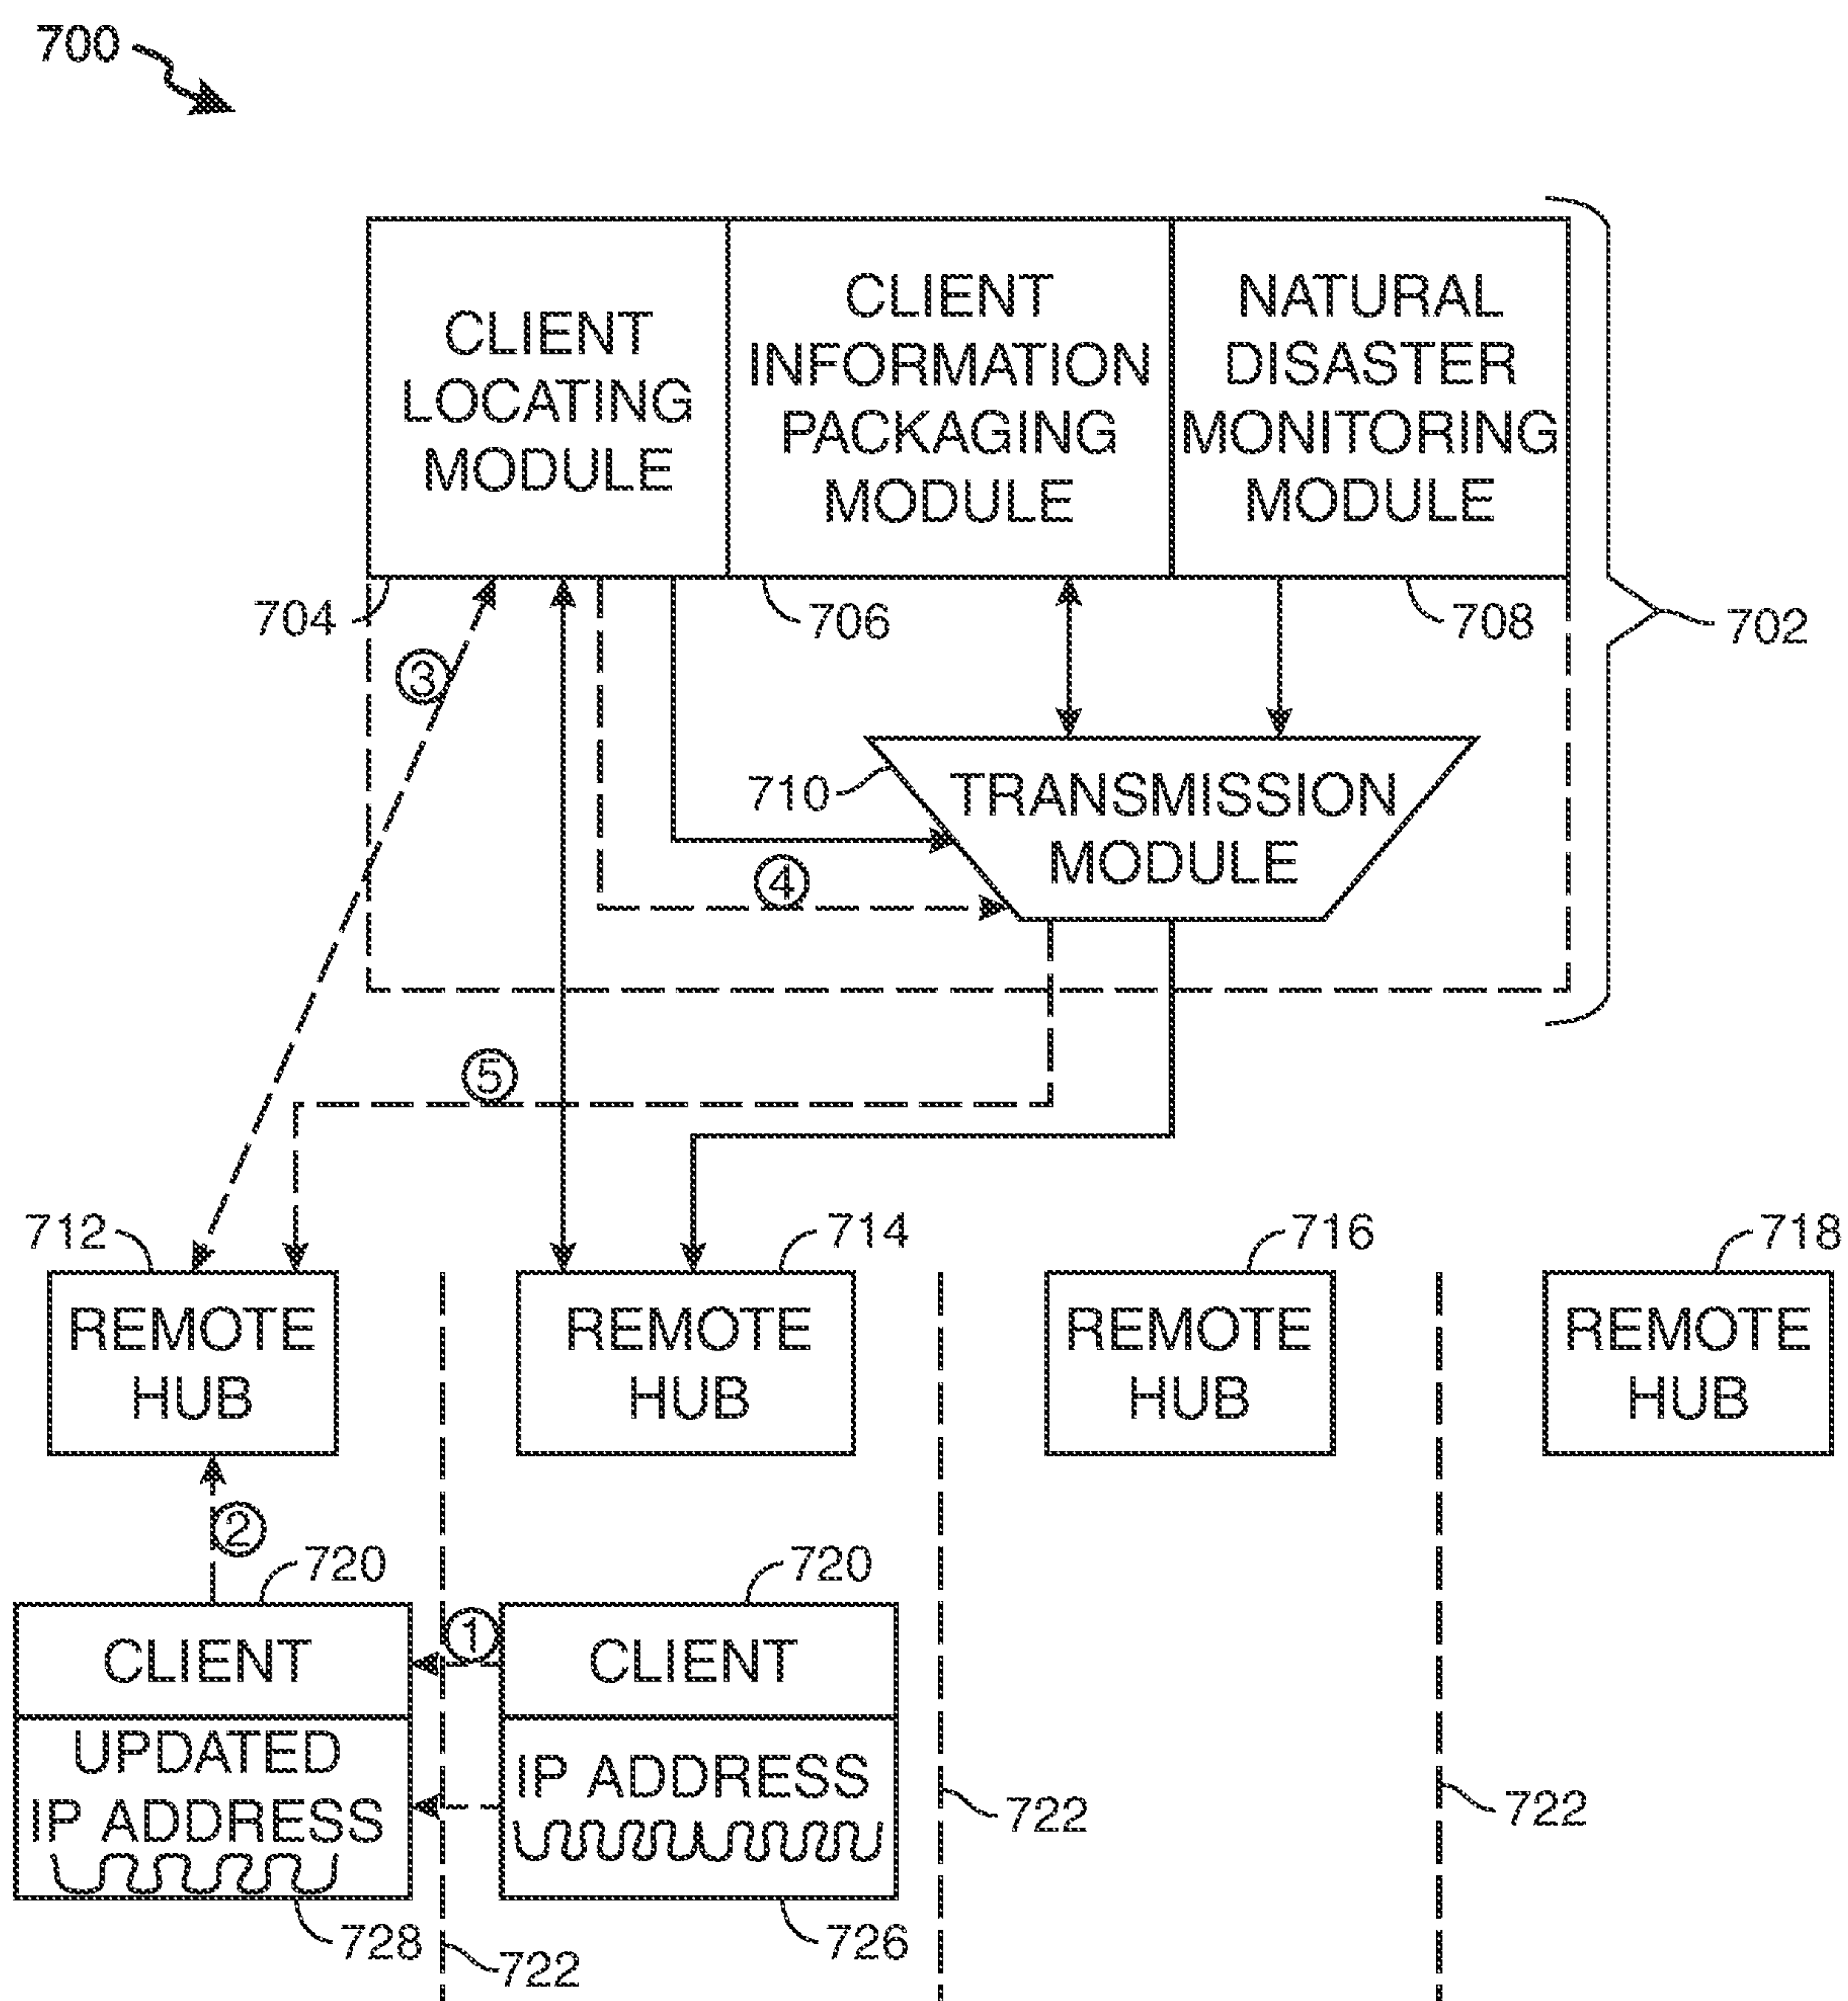 700
CLIENT
LOCATING
MODULE
CLIENT
INFORMATION
PACKAGING
MODULE
NATURAL
DISASTER
MONITORING
MODULE
704
706
708
702
3
710
TRANSMISSION
MODULE
4
5
712
714
716
718
REMOTE
HUB
REMOTE
HUB
REMOTE
HUB
REMOTE
HUB
2
720
720
1
CLIENT
CLIENT
UPDATED
IP ADDRESS
IP ADDRESS
722
722
728
722
726